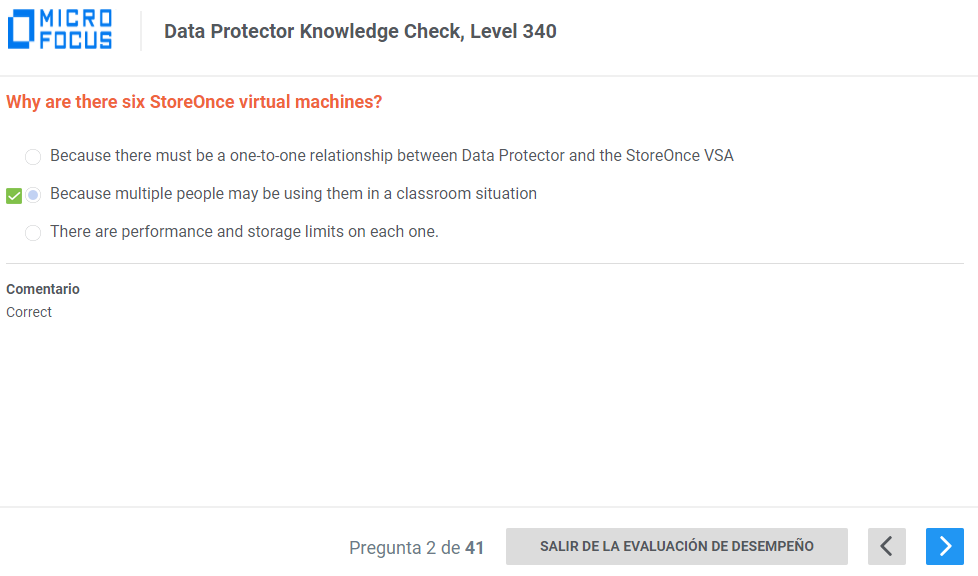 MICRO
FOCUS
Data Protector Knowledge Check, Level 340
Why are there six StoreOnce virtual machines?
Because there must be a one-to-one relationship between Data Protector and the StoreOnce VSA
Because multiple people may be using them in a classroom situation
There are performance and storage limits on each one.
Comentario
Correct
Pregunta 2 de 41
SALIR DE LA EVALUACIÓN DE DESEMPEÑO